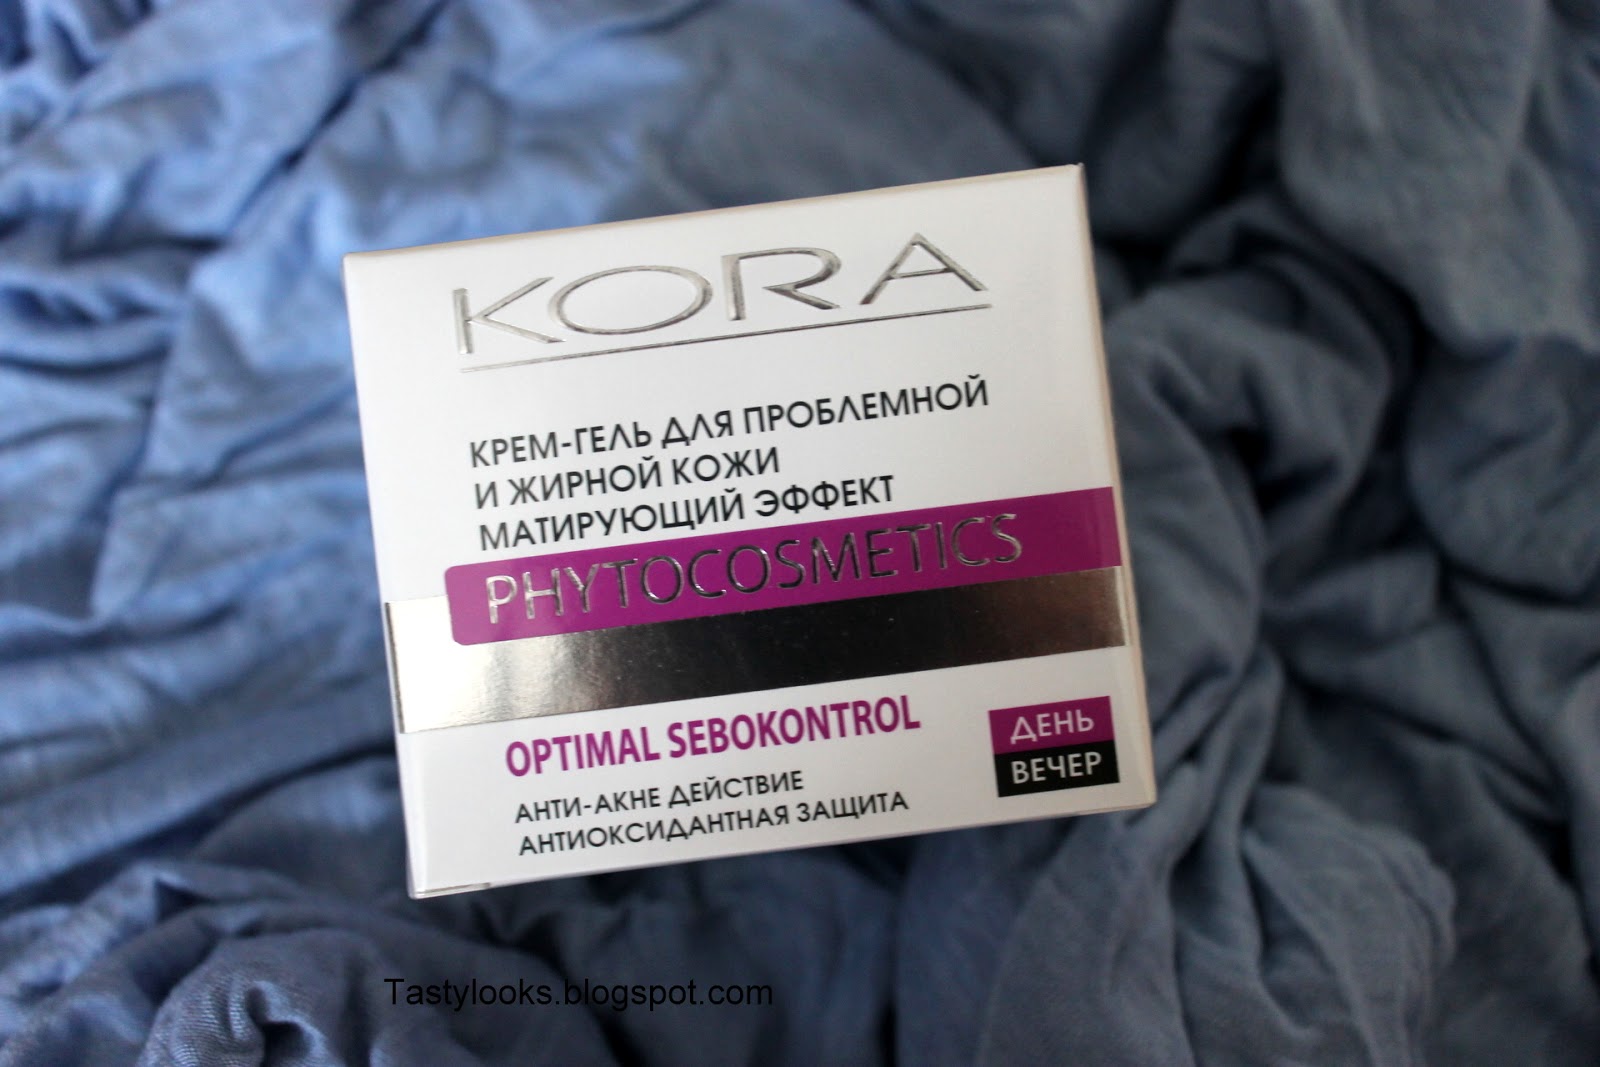 KORA
КРЕМ-ГЕЛЬ ДЛЯ ПРОБЛЕМНОЙ
И ЖИРНОЙ КОЖИ
МАТИРУЮЩИЙ ЭФФЕКТ
PHYTOCOSMETICS
OPTIMAL SEBOKONTROL
АНТИ-АКНЕ ДЕЙСТВИЕ
АНТИОКСИДАНТНАЯ ЗАЩИТА
ДЕНЬ
ВЕЧЕР
Tastylooks.blogspot.com